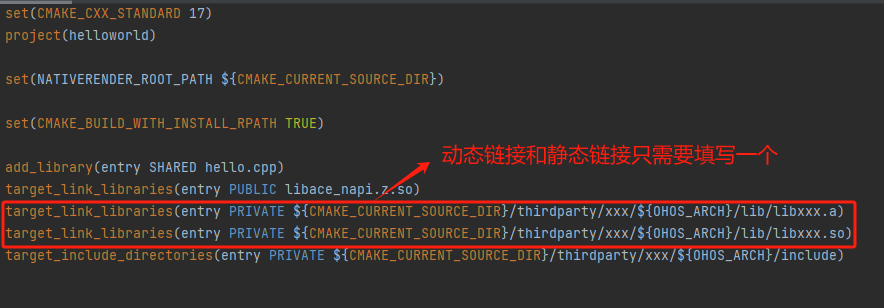 set(CMAKE_CXX_STANDARD 17)
project(helloworld)
set(NATIVERENDER_ROOT_PATH ${CMAKE_CURRENT_SOURCE_DIR})
set(CMAKE_BUILD_WITH_INSTALL_RPATH TRUE)
动态链接和静态链接只需要填写一个
add_library(entry SHARED hello.cpp)
target_link_libraries(entry PUBLIC libace_napi.z.so)
target_link_libraries(entry PRIVATE ${CMAKE_CURRENT_SOURCE_DIR}/thirdparty/xxx/${OHOS_ARCH}/lib/libxxx.a)
target_link_libraries(entry PRIVATE ${CMAKE_CURRENT_SOURCE_DIR}/thirdparty/xxx/${OHOS_ARCH}/lib/libxxx.so)
target_include_directories(entry PRIVATE ${CMAKE_CURRENT_SOURCE_DIR}/thirdparty/xxx/${OHOS_ARCH}/include)